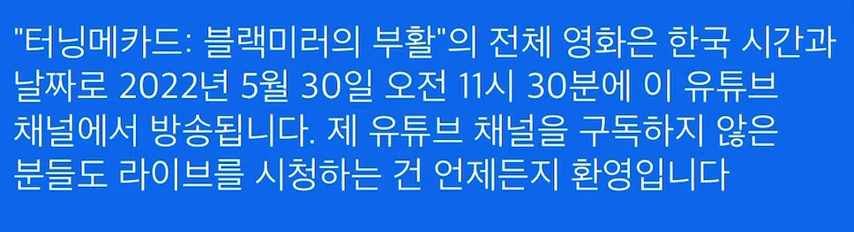 "터닝메카드: 블랙미러의 부활"의 전체 영화은 한국 시간과
날짜로 2022년 5월 30일 오전 11시 30분에 이 유튜브
채널에서 방송됩니다. 제 유튜브 채널을 구독하지 않은
분들도 라이브를 시청하는 건 언제든지 환영입니다